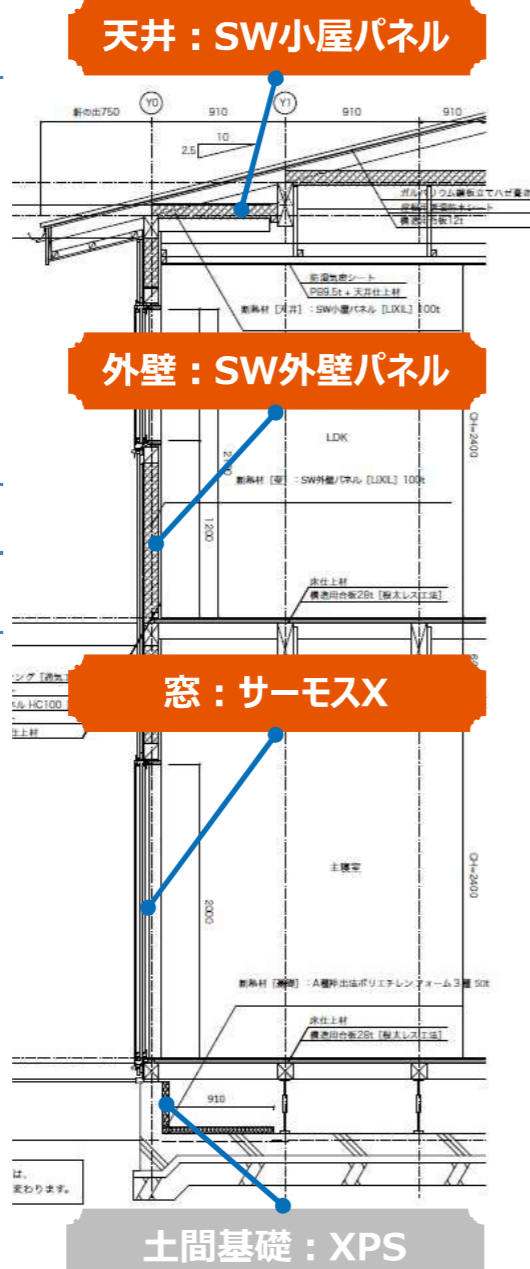 天井：SW小屋パネル
Y0
Y1
軒の出750
910
910
910
10
2.5
ガルバリウム鋼板立てハゼ葺き
構造用合板12t
防湿気密シート
PB9.5t + 天井仕上材
断熱材 [天井] ：SW小屋パネル [LIXIL] 100t
外壁：SW外壁パネル
LDK
CH=2400
断熱材 [壁] ：SW外壁パネル [LIXIL] 100t
1200
床仕上材
構造用合板28t [根太レス工法]
窓：サーモスX
ネル HC100
仕上材
主寝室
2000
CH=2400
断熱材 [基礎] ：A種押出法ポリエチレンフォーム3種 50t
床仕上材
構造用合板28t [根太レス工法]
910
は、
変わります。
土間基礎：XPS